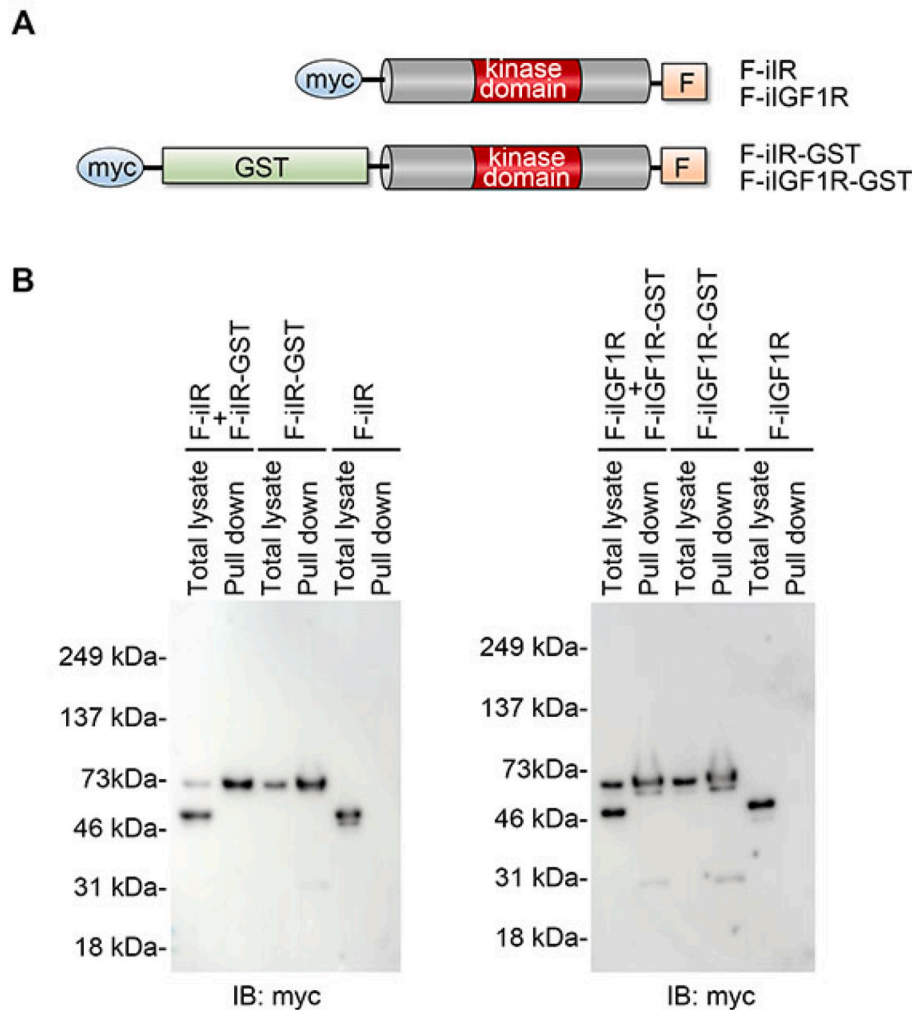 A
myc
kinase
domain
F
F-iIR
F-iIGF1R
myc
GST
kinase
domain
F
F-iIR-GST
F-iIGF1R-GST
B
F-iIR
+
F-iIR-GST
F-iIR-GST
F-iIR
Total lysate
Pull down
Total lysate
Pull down
Total lysate
Pull down
249 kDa-
137 kDa-
73kDa-
46 kDa-
31 kDa-
18 kDa-
IB: myc
F-iIGF1R
+
F-iIGF1R-GST
F-iIGF1R-GST
F-iIGF1R
Total lysate
Pull down
Total lysate
Pull down
Total lysate
Pull down
249 kDa-
137 kDa-
73kDa-
46 kDa-
31 kDa-
18 kDa-
IB: myc